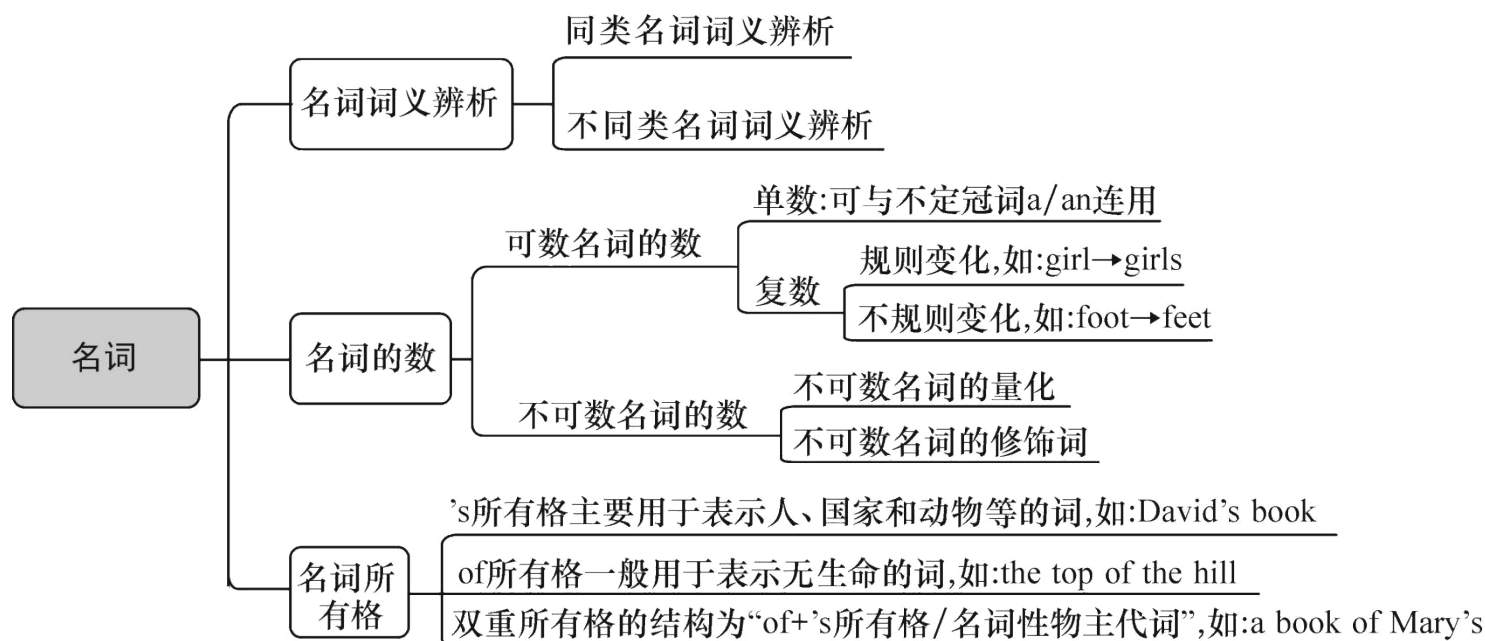 同类名词词义辨析
名词词义辨析
不同类名词词义辨析
单数:可与不定冠词a/an连用
可数名词的数
规则变化,如:girl→girls
复数
不规则变化,如:foot→feet
名词
名词的数
不可数名词的量化
不可数名词的数
不可数名词的修饰词
's所有格主要用于表示人、国家和动物等的词,如:David's book
名词所
有格
of所有格一般用于表示无生命的词,如:the top of the hill
双重所有格的结构为“of+'s所有格/名词性物主代词”,如:a book of Mary's